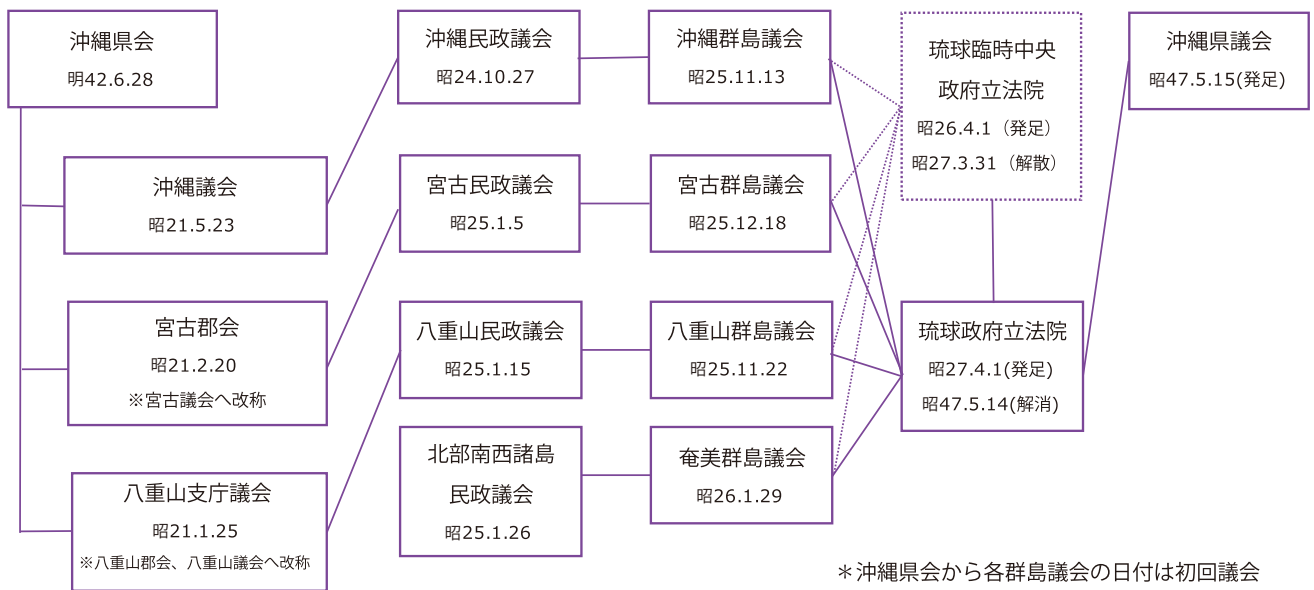 沖縄県会
明42.6.28
沖縄議会
昭21.5.23
宮古郡会
昭21.2.20
※宮古議会へ改称
八重山支庁議会
昭21.1.25
※八重山郡会、八重山議会へ改称
沖縄民政議会
昭24.10.27
宮古民政議会
昭25.1.5
八重山民政議会
昭25.1.15
北部南西諸島
民政議会
昭25.1.26
沖縄群島議会
昭25.11.13
宮古群島議会
昭25.12.18
八重山群島議会
昭25.11.22
奄美群島議会
昭26.1.29
琉球臨時中央
政府立法院
昭26.4.1（発足）
昭27.3.31（解散）
琉球政府立法院
昭27.4.1(発足)
昭47.5.14(解消)
沖縄県議会
昭47.5.15(発足)
＊沖縄県会から各群島議会の日付は初回議会